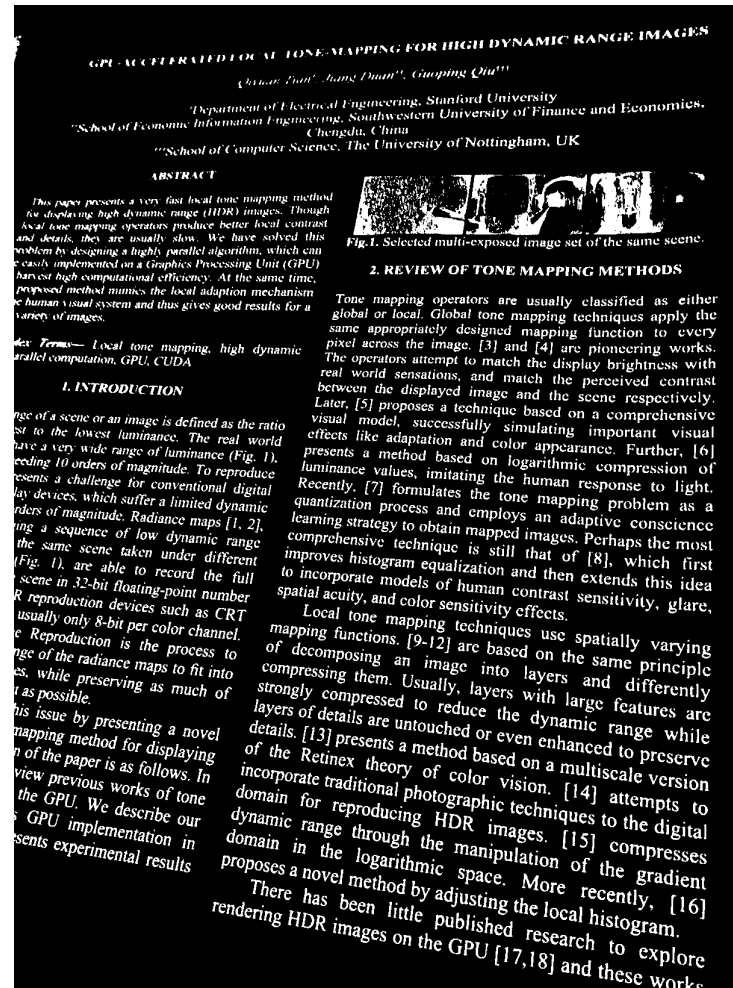 GPU-ACCELERATED LOCAL TONE-MAPPING FOR HIGH DYNAMIC RANGE IMAGES
Jiang Duan'', Guoping Qiu'''
'Department of Electrical Engineering, Stanford University
''School of Economic Information Engineering, Southwestern University of Finance and Economics,
Chengdu, China
'''School of Computer Science, The University of Nottingham, UK
ABSTRACT
This paper presents a very fast local tone mapping method
for displaying high dynamic range (HDR) images. Though
local tone mapping operators produce better local contrast
and details, they are usually slow. We have solved this
problem by designing a highly parallel algorithm, which can
easily implemented on a Graphics Processing Unit (GPU)
harvest high computational efficiency. At the same time,
proposed method mimics the local adaption mechanism
human visual system and thus gives good results for a
variety of images.
dex Terms— Local tone mapping, high dynamic
arallel computation, GPU, CUDA
1. INTRODUCTION
nge of a scene or an image is defined as the ratio
st to the lowest luminance. The real world
have a very wide range of luminance (Fig. 1),
eeding 10 orders of magnitude. To reproduce
resents a challenge for conventional digital
lay devices, which suffer a limited dynamic
rders of magnitude. Radiance maps [1, 2],
ing a sequence of low dynamic range
the same scene taken under different
(Fig. 1), are able to record the full
scene in 32-bit floating-point number
R reproduction devices such as CRT
usually only 8-bit per color channel.
e Reproduction is the process to
nge of the radiance maps to fit into
es, while preserving as much of
t as possible.
his issue by presenting a novel
mapping method for displaying
n of the paper is as follows. In
view previous works of tone
the GPU. We describe our
s GPU implementation in
esents experimental results
Fig.1. Selected multi-exposed image set of the same scene.
2. REVIEW OF TONE MAPPING METHODS
Tone mapping operators are usually classified as either
global or local. Global tone mapping techniques apply the
same appropriately designed mapping function to every
pixel across the image. [3] and [4] are pioneering works.
The operators attempt to match the display brightness with
real world sensations, and match the perceived contrast
between the displayed image and the scene respectively.
Later, [5] proposes a technique based on a comprehensive
visual model, successfully simulating important visual
effects like adaptation and color appearance. Further, [6]
presents a method based on logarithmic compression of
luminance values, imitating the human response to light.
Recently, [7] formulates the tone mapping problem as a
quantization process and employs an adaptive conscience
learning strategy to obtain mapped images. Perhaps the most
comprehensive technique is still that of [8], which first
improves histogram equalization and then extends this idea
to incorporate models of human contrast sensitivity, glare,
spatial acuity, and color sensitivity effects.
Local tone mapping techniques use spatially varying
mapping functions. [9-12] are based on the same principle
of decomposing an image into layers and differently
compressing them. Usually, layers with large features are
strongly compressed to reduce the dynamic range while
layers of details are untouched or even enhanced to preserve
details. [13] presents a method based on a multiscale version
of the Retinex theory of color vision. [14] attempts to
incorporate traditional photographic techniques to the digital
domain for reproducing HDR images. [15] compresses
dynamic range through the manipulation of the gradient
domain in the logarithmic space. More recently, [16]
proposes a novel method by adjusting the local histogram.
There has been little published research to explore
rendering HDR images on the GPU [17,18] and these works